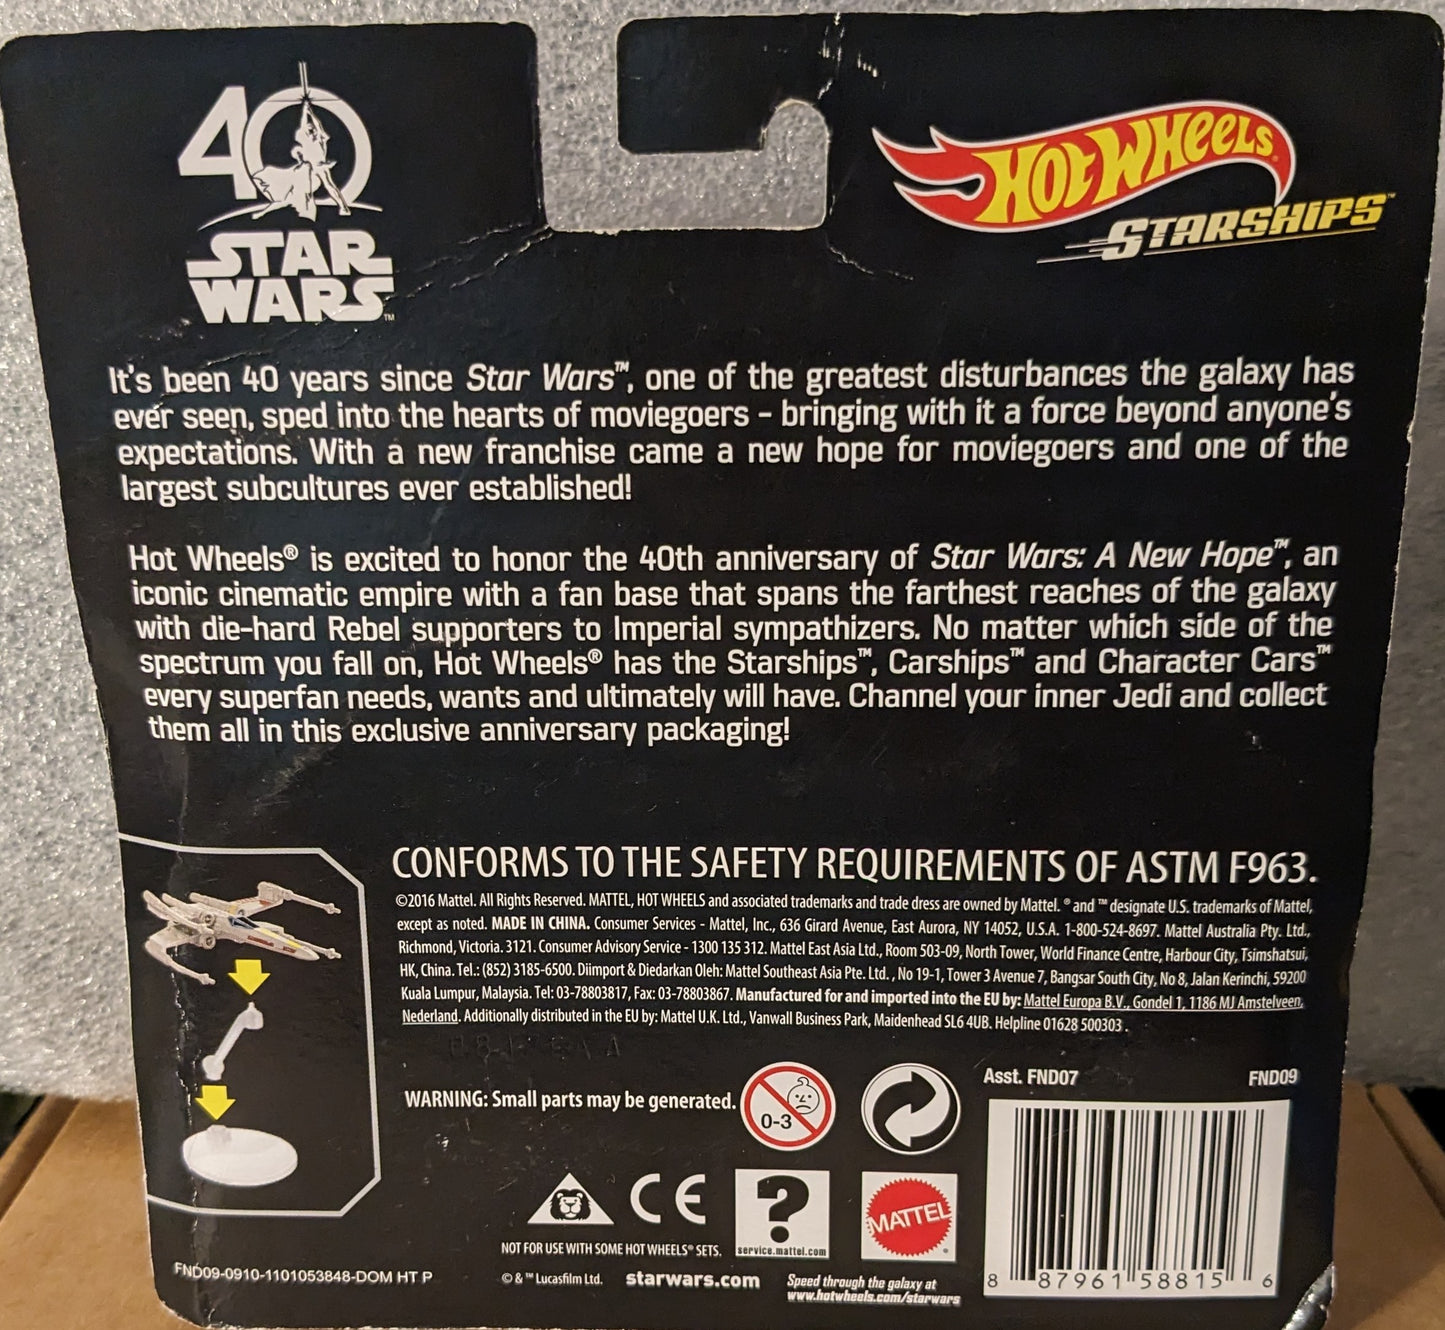 40
STAR
WARS™
HOT WHEELS®
STARSHIPS™
It's been 40 years since Star Wars™, one of the greatest disturbances the galaxy has
ever seen, sped into the hearts of moviegoers – bringing with it a force beyond anyone's
expectations. With a new franchise came a new hope for moviegoers and one of the
largest subcultures ever established!
Hot Wheels® is excited to honor the 40th anniversary of Star Wars: A New Hope™, an
iconic cinematic empire with a fan base that spans the farthest reaches of the galaxy
with die-hard Rebel supporters to Imperial sympathizers. No matter which side of the
spectrum you fall on, Hot Wheels® has the Starships™, Carships™ and Character Cars™
every superfan needs, wants and ultimately will have. Channel your inner Jedi and collect
them all in this exclusive anniversary packaging!
CONFORMS TO THE SAFETY REQUIREMENTS OF ASTM F963.
©2016 Mattel. All Rights Reserved. MATTEL, HOT WHEELS and associated trademarks and trade dress are owned by Mattel. ® and ™ designate U.S. trademarks of Mattel,
except as noted. MADE IN CHINA. Consumer Services - Mattel, Inc., 636 Girard Avenue, East Aurora, NY 14052, U.S.A. 1-800-524-8697. Mattel Australia Pty. Ltd.,
Richmond, Victoria. 3121. Consumer Advisory Service - 1300 135 312. Mattel East Asia Ltd., Room 503-09, North Tower, World Finance Centre, Harbour City, Tsimshatsui,
HK, China. Tel.: (852) 3185-6500. Diimport & Diedarkan Oleh: Mattel Southeast Asia Pte. Ltd. , No 19-1, Tower 3 Avenue 7, Bangsar South City, No 8, Jalan Kerinchi, 59200
Kuala Lumpur, Malaysia. Tel: 03-78803817, Fax: 03-78803867. Manufactured for and imported into the EU by: Mattel Europa B.V., Gondel 1, 1186 MJ Amstelveen,
Nederland. Additionally distributed in the EU by: Mattel U.K. Ltd., Vanwall Business Park, Maidenhead SL6 4UB. Helpline 01628 500303 .
WARNING: Small parts may be generated.
0-3
Asst. FND07
FND09
CE
?
service.mattel.com
MATTEL®
NOT FOR USE WITH SOME HOT WHEELS® SETS.
FND09-0910-1101053848-DOM HT P
© & ™ Lucasfilm Ltd.
starwars.com
Speed through the galaxy at
www.hotwheels.com/starwars
8 87961 58815 6